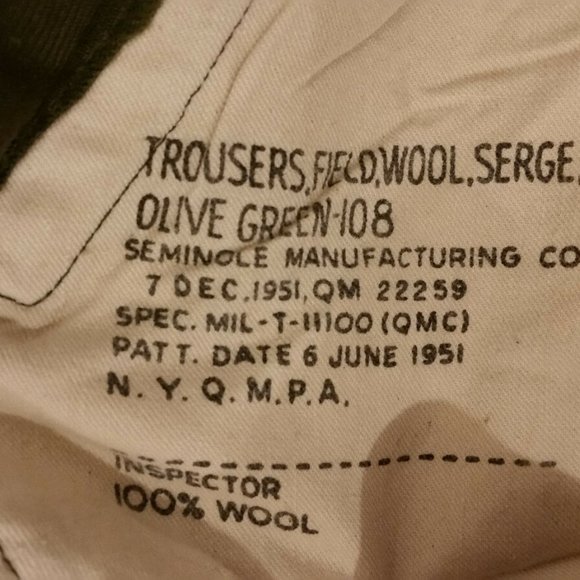 TROUSERS,FIELD,WOOL,SERGE,
OLIVE GREEN-108
SEMINOLE MANUFACTURING CO
7 DEC.1951,QM 22259
SPEC. MIL-T-11100 (QMC)
PATT. DATE 6 JUNE 1951
N. Y. Q. M. P. A.
INSPECTOR
100% WOOL